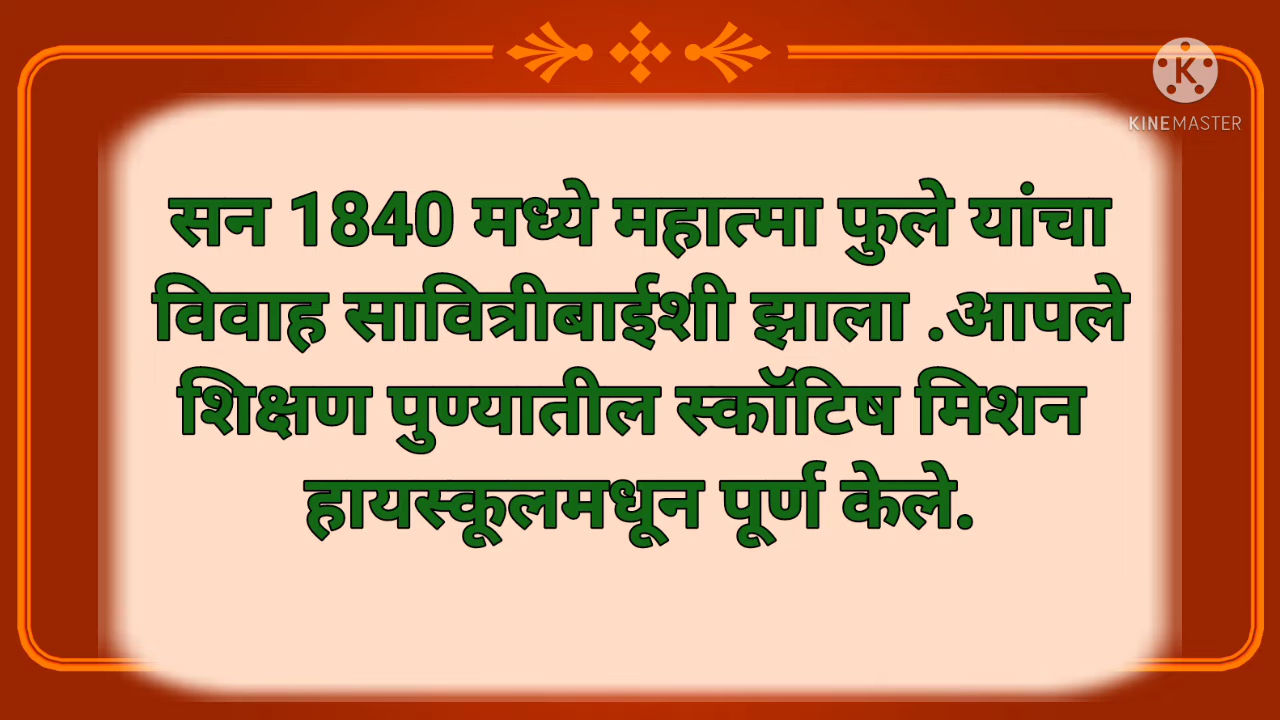 K
KINEMASTER
सन 1840 मध्ये महात्मा फुले यांचा
विवाह सावित्रीबाईशी झाला .आपले
शिक्षण पुण्यातील स्कॉटिष मिशन
हायस्कूलमधून पूर्ण केले.